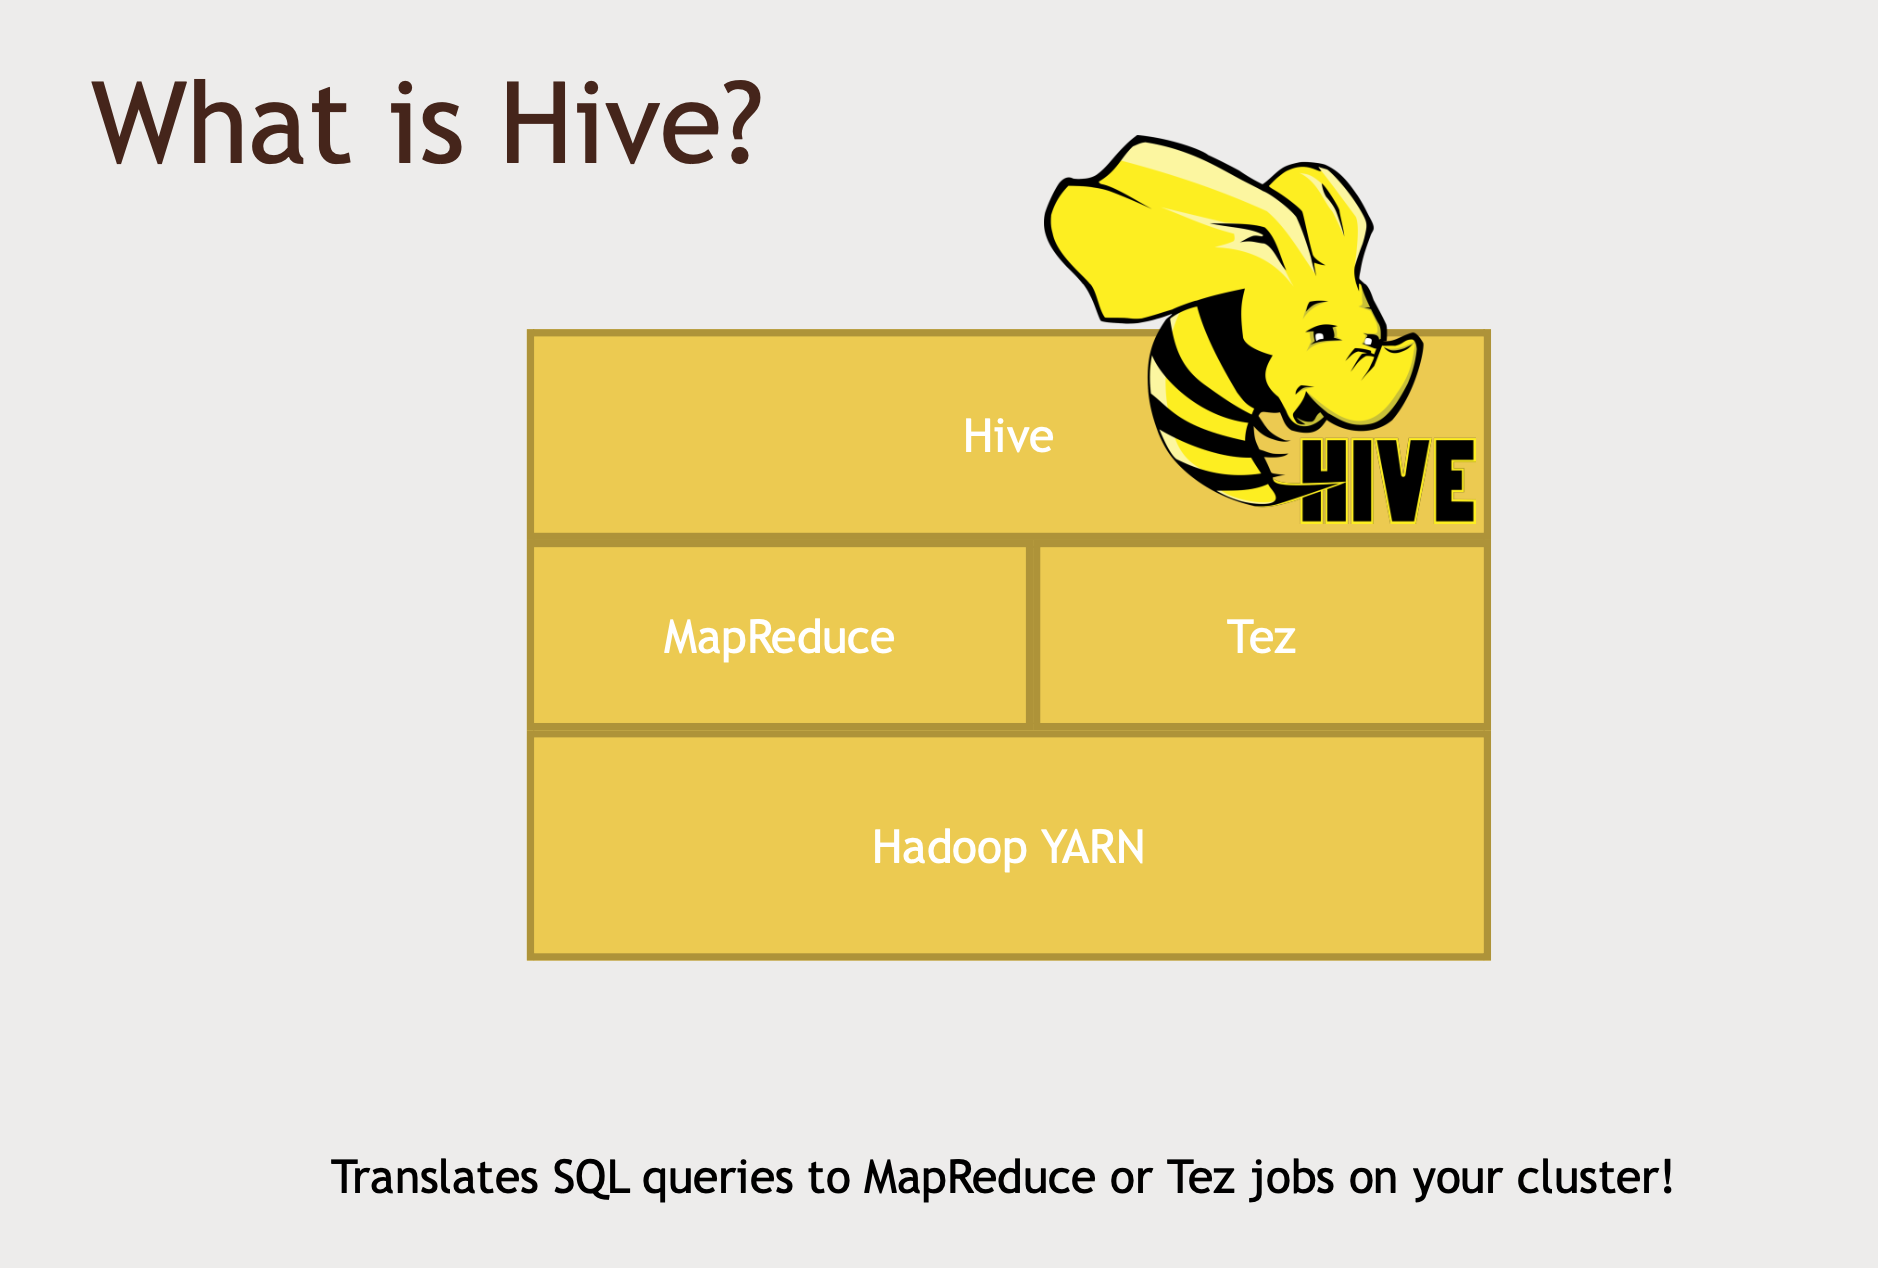 What is Hive?
Hive
HIVE
MapReduce
Tez
Hadoop YARN
Translates SQL queries to MapReduce or Tez jobs on your cluster!